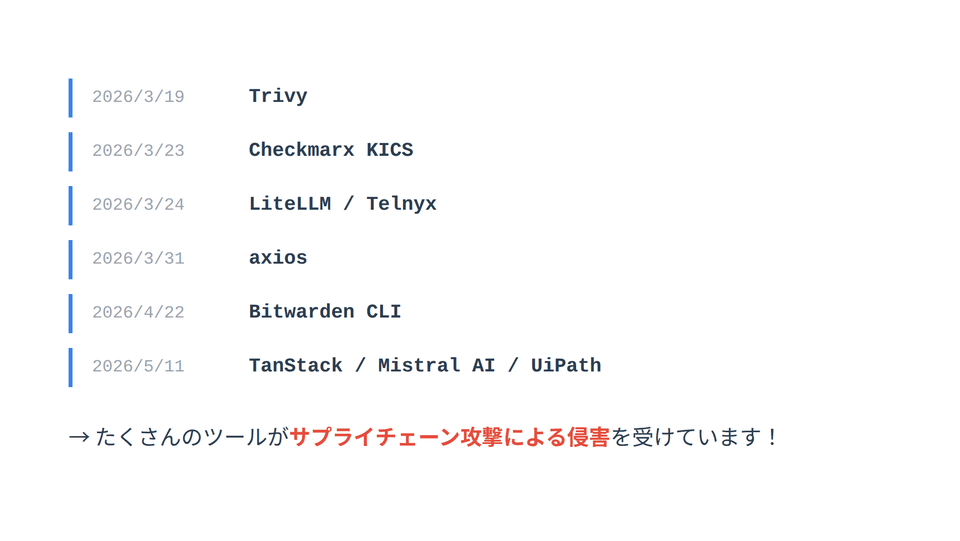 2026/3/19 Trivy
2026/3/23 Checkmarx KICS
2026/3/24 LiteLLM / Telnyx
2026/3/31 axios
2026/4/22 Bitwarden CLI
2026/5/11 TanStack / Mistral AI / UiPath
→ たくさんのツールがサプライチェーン攻撃による侵害を受けています！